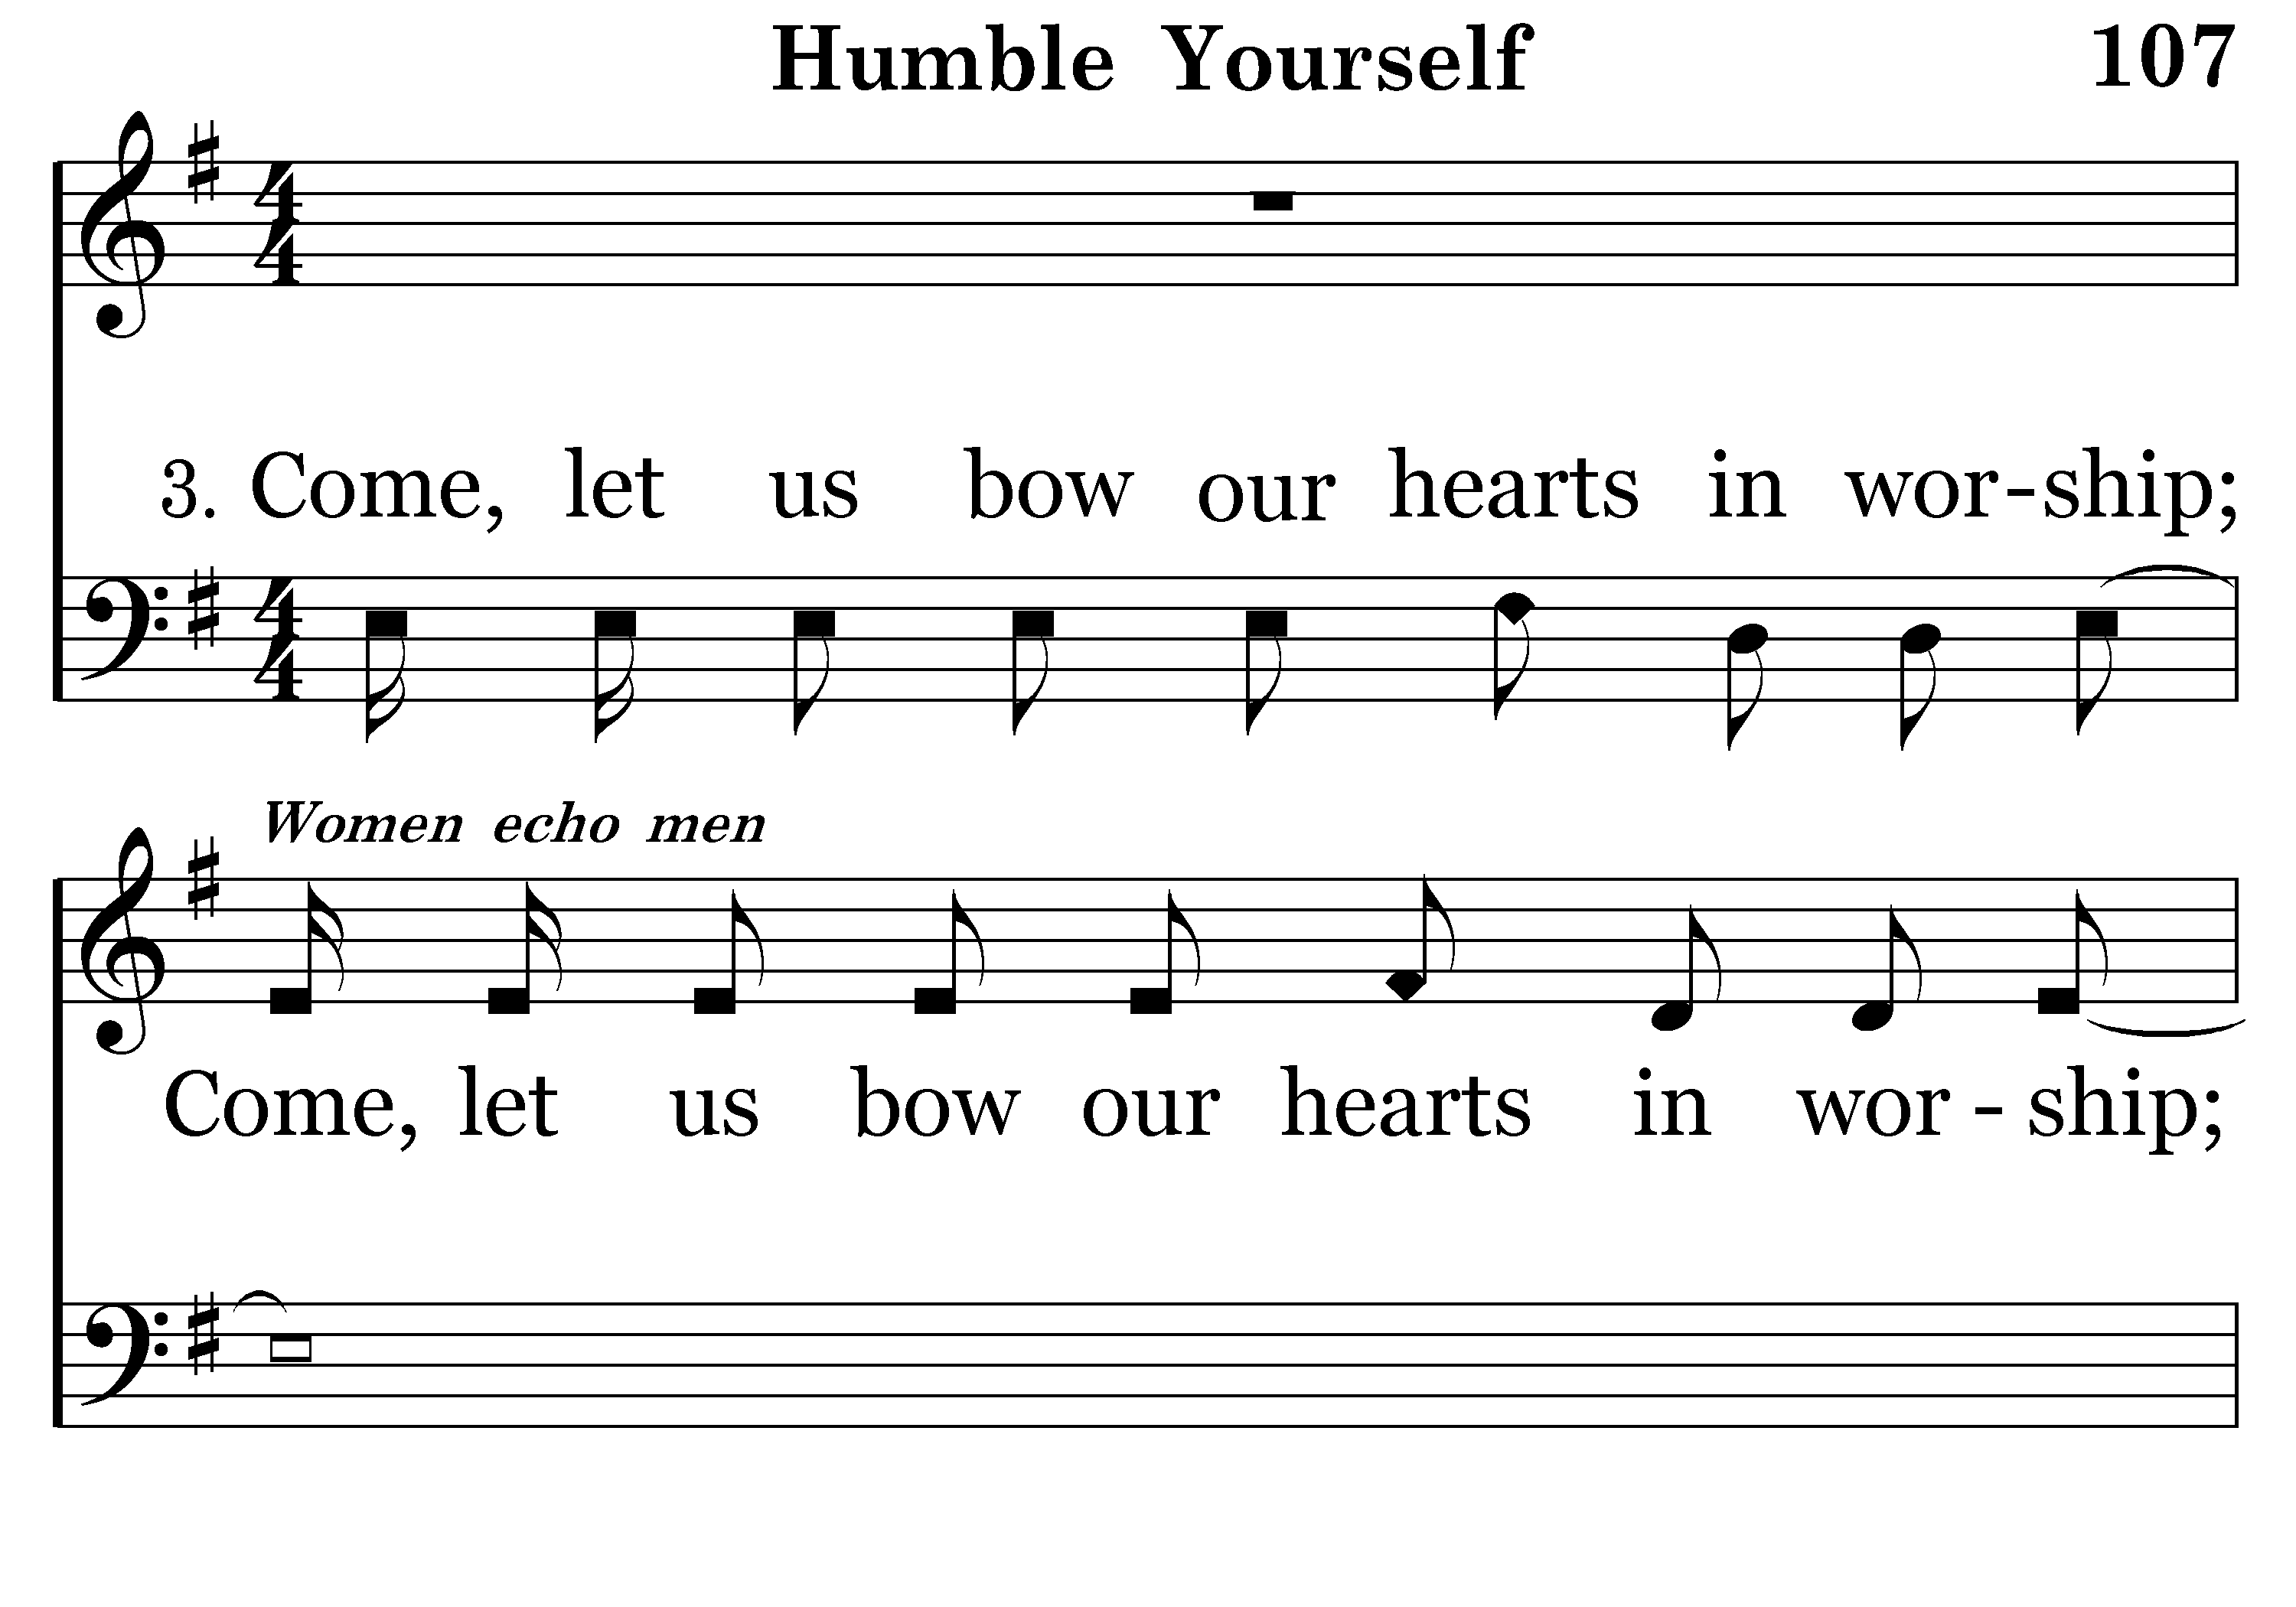 Humble Yourself 107
3. Come, let us bow our hearts in wor-ship;
Women echo men
Come, let us bow our hearts in wor - ship;